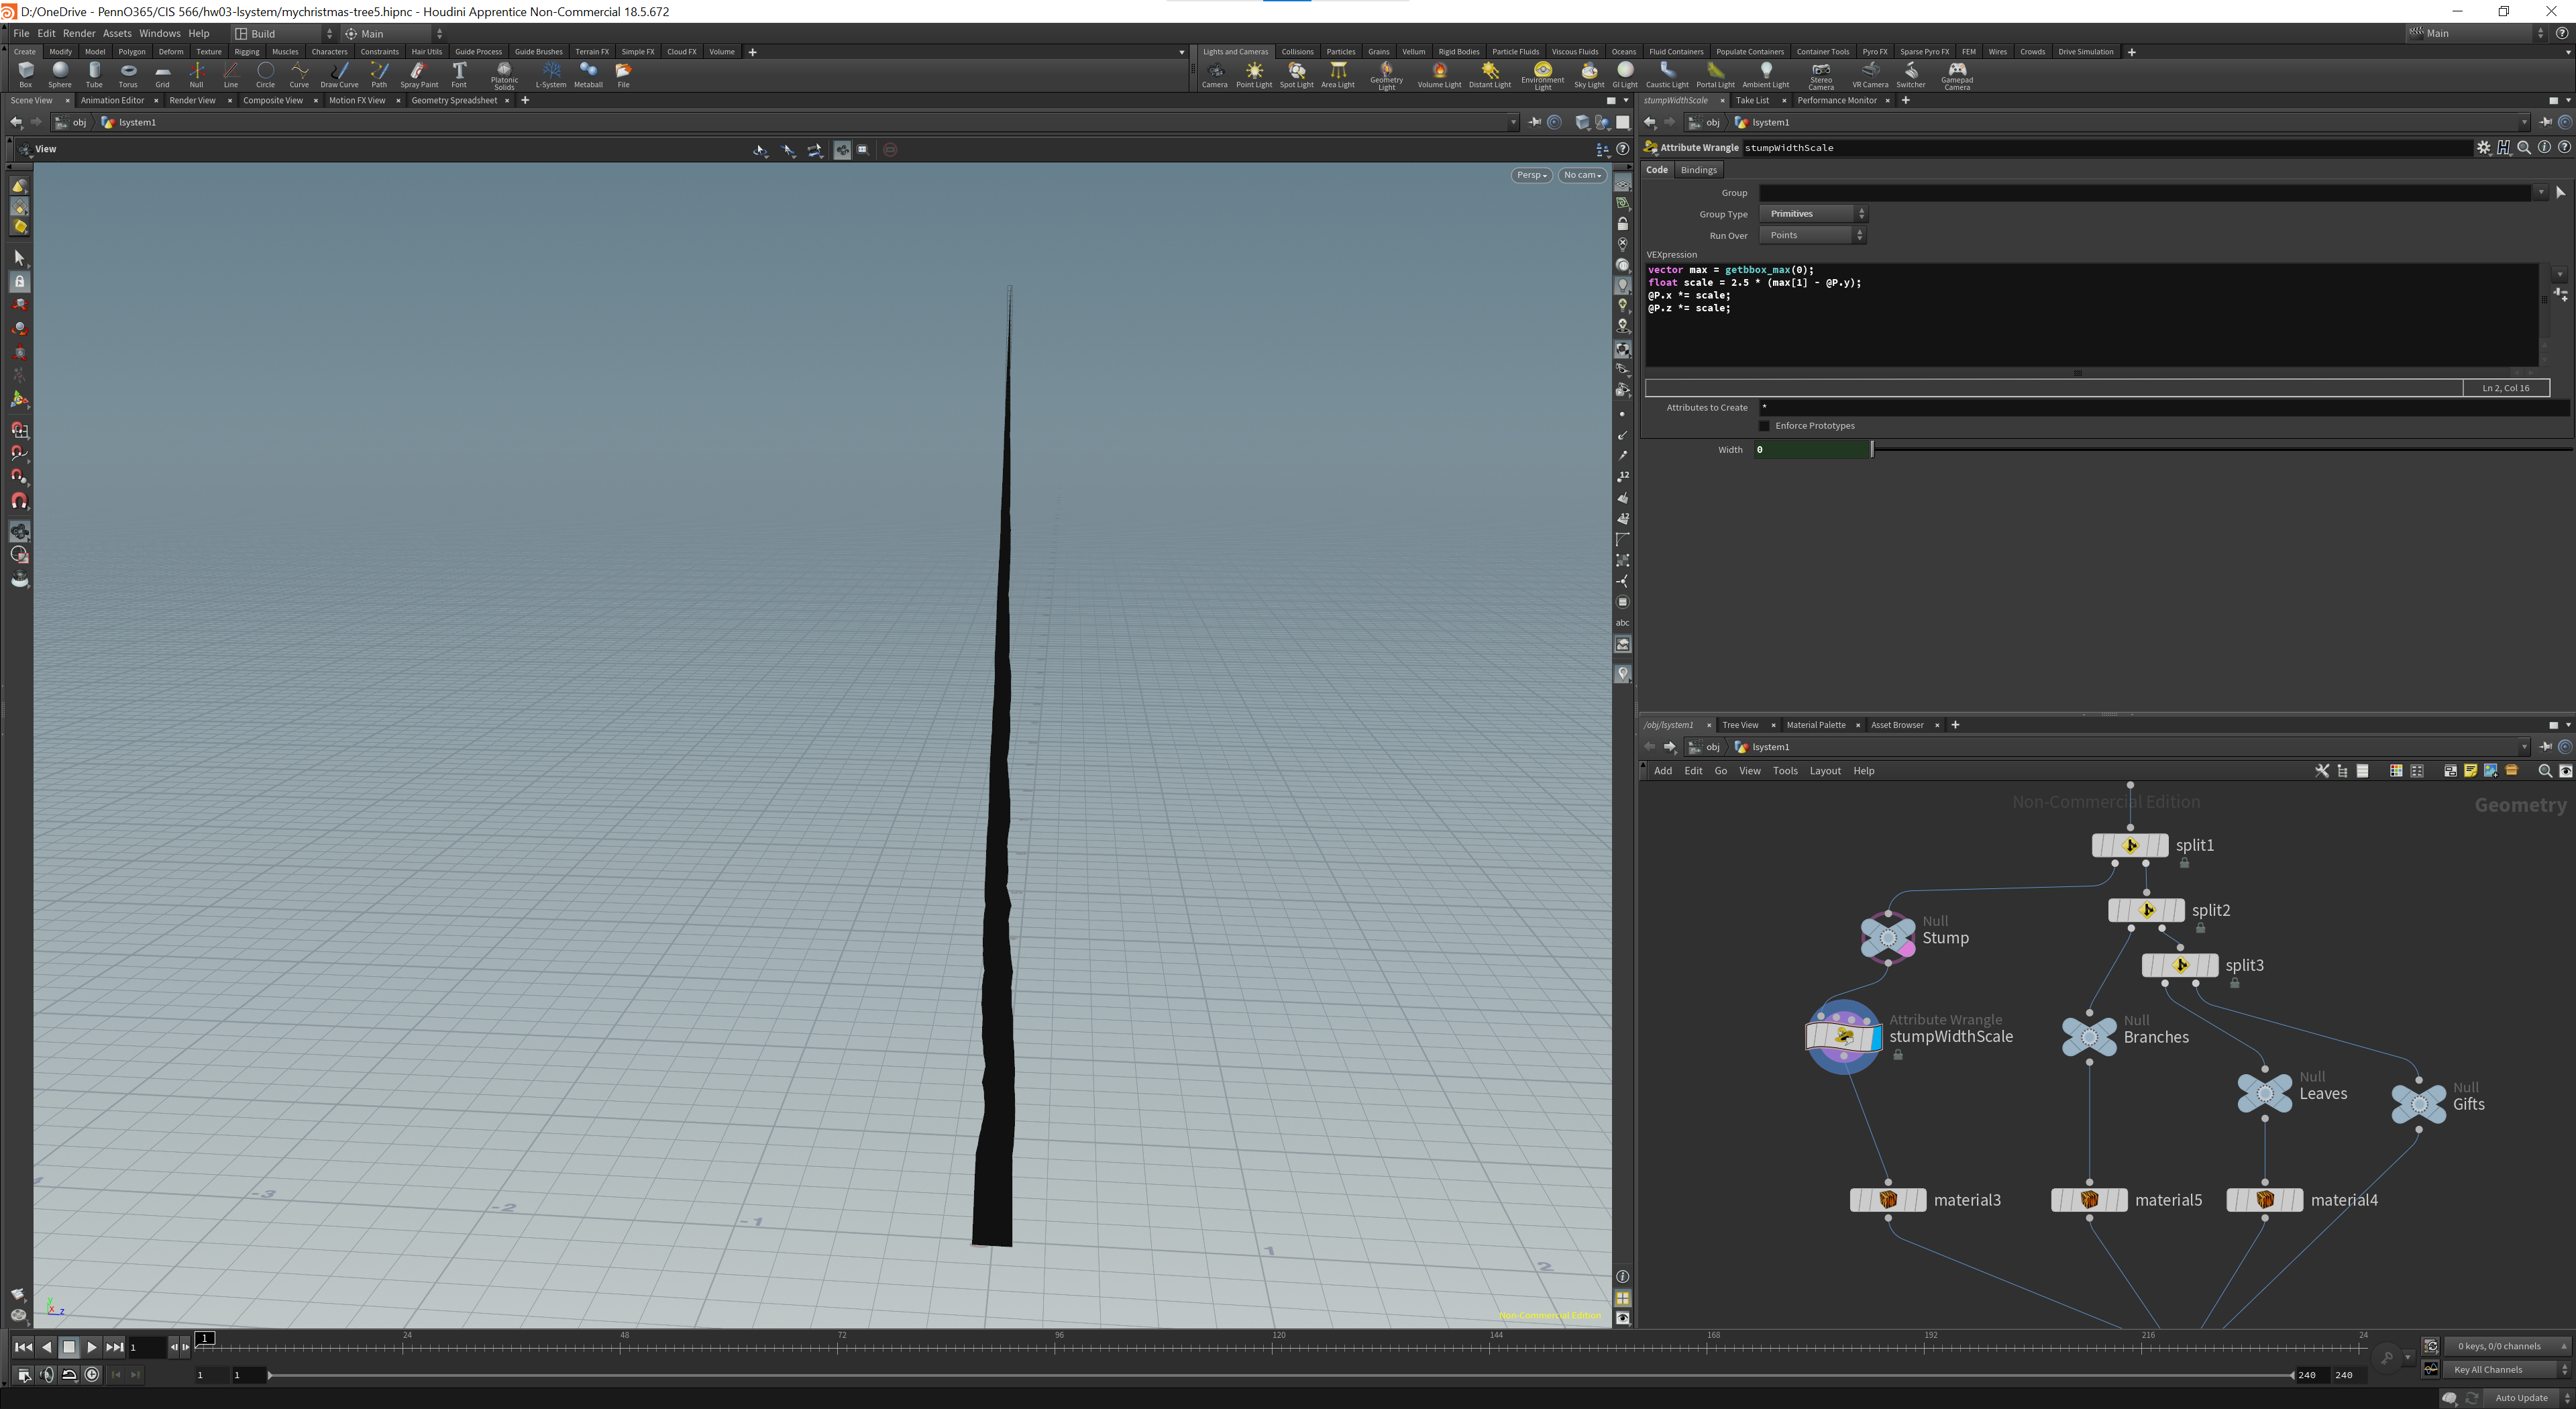 D:/OneDrive - PennO365/CIS 566/hw03-lsystem/mychristmas-tree5.hipnc - Houdini Apprentice Non-Commercial 18.5.672
File Edit Render Assets Windows Help Build Main Main
Create Modify Model Polygon Deform Texture Rigging Muscles Characters Constraints Hair Utils Guide Process Guide Brushes Terrain FX Simple FX Cloud FX Volume
Lights and Cameras Collisions Particles Grains Vellum Rigid Bodies Particle Fluids Viscous Fluids Oceans Fluid Containers Populate Containers Container Tools Pyro FX Sparse Pyro FX FEM Wires Crowds Drive Simulation
Box Sphere Tube Torus Grid Null Line Circle Curve Draw Curve Path Spray Paint Font Platonic Solids L-System Metaball File
Camera Point Light Spot Light Area Light Geometry Light Volume Light Distant Light Environment Light Sky Light GI Light Caustic Light Portal Light Ambient Light Stereo Camera VR Camera Switcher Gamepad Camera
Scene View Animation Editor Render View Composite View Motion FX View Geometry Spreadsheet
obj lsystem1
View
Persp No cam
-3
-2
-1
1
2
y
x z
12
12
abc
Non-Commercial Edition
stumpWidthScale Take List Performance Monitor
obj lsystem1
Attribute Wrangle stumpWidthScale
Code Bindings
Group
Group Type Primitives
Run Over Points
VEXpression
vector max = getbbox_max(0);
float scale = 2.5 * (max[1] - @P.y);
@P.x *= scale;
@P.z *= scale;
Ln 2, Col 16
Attributes to Create *
Enforce Prototypes
Width 0
/obj/lsystem1 Tree View Material Palette Asset Browser
obj lsystem1
Add Edit Go View Tools Layout Help
Non-Commercial Edition
Geometry
split1
split2
Null
Stump
split3
Attribute Wrangle
stumpWidthScale
Null
Branches
Null
Leaves
Null
Gifts
material3
material5
material4
1 1 24 48 72 96 120 144 168 192 216 24
0 keys, 0/0 channels
1 1 240 240
Key All Channels
Auto Update